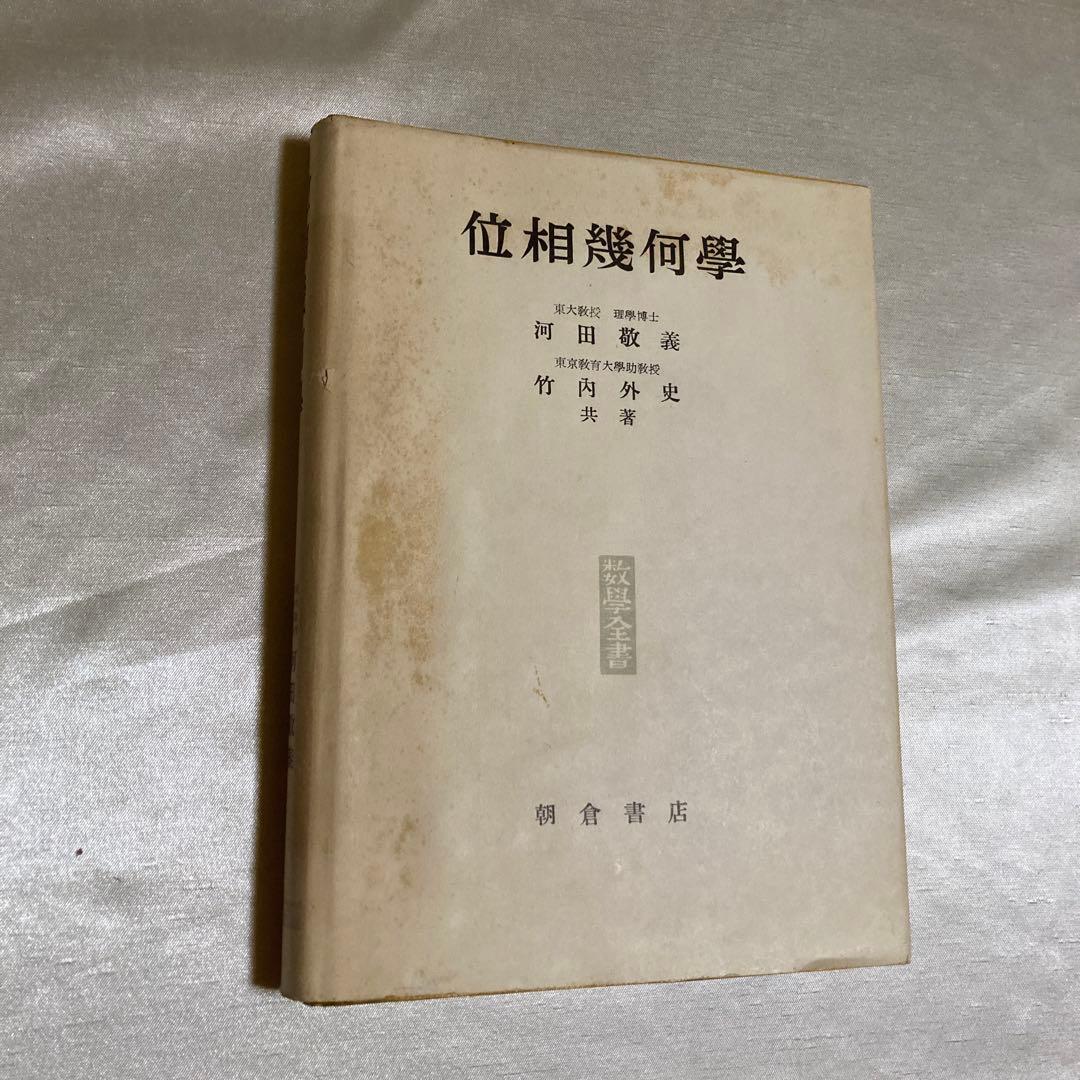 位相幾何學
東大教授 理學博士
河田敬義
東京教育大學助教授
竹内外史
共著
数學全書
朝倉書店